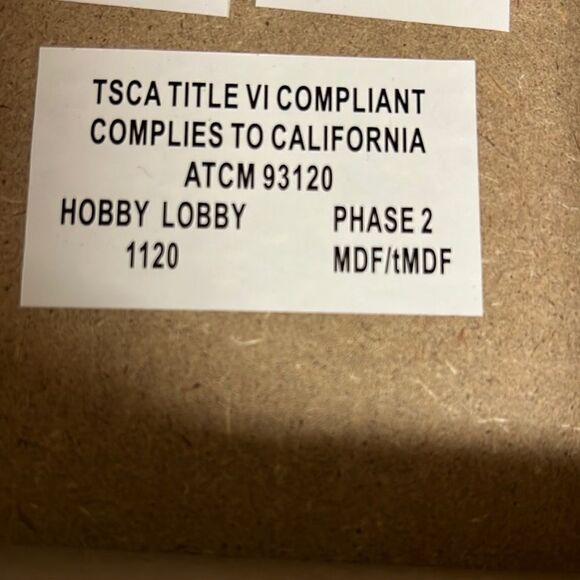 TSCA TITLE VI COMPLIANT
COMPLIES TO CALIFORNIA
ATCM 93120
HOBBY LOBBY PHASE 2
1120 MDF/tMDF